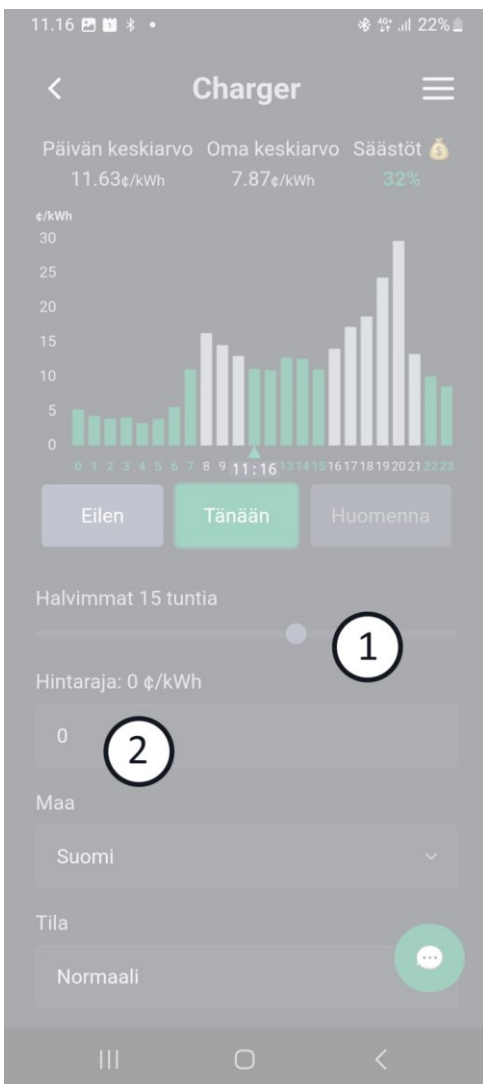 11.16
22%
Charger
Päivän keskiarvo Oma keskiarvo Säästöt
11.63¢/kWh 7.87¢/kWh 32%
¢/kWh
30
25
20
15
10
5
0
0 1 2 3 4 5 6 7 8 9 11:16 13 14 15 16 17 18 19 20 21 22 23
Eilen Tänään Huomenna
Halvimmat 15 tuntia
1
Hintaraja: 0 ¢/kWh
0
2
Maa
Suomi
Tila
Normaali